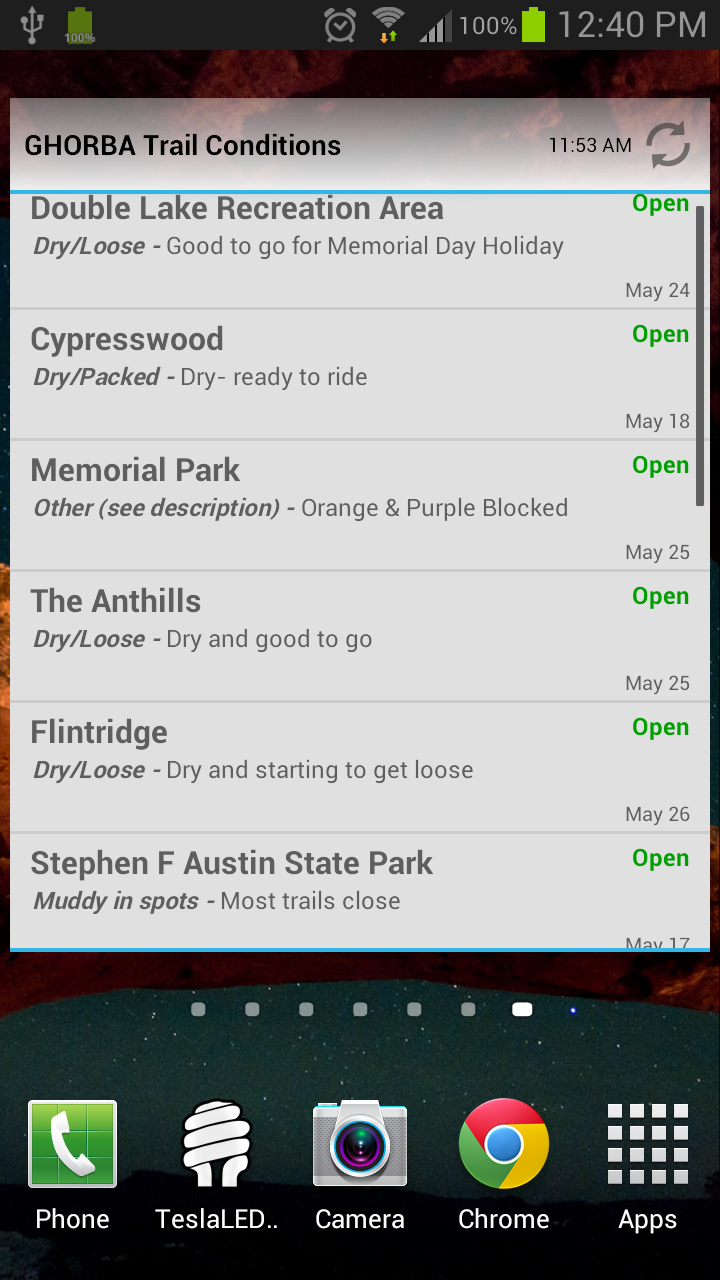 100%
100%
12:40 PM
GHORBA Trail Conditions
11:53 AM
Double Lake Recreation Area
Open
Dry/Loose - Good to go for Memorial Day Holiday
May 24
Cypresswood
Open
Dry/Packed - Dry- ready to ride
May 18
Memorial Park
Open
Other (see description) - Orange & Purple Blocked
May 25
The Anthills
Open
Dry/Loose - Dry and good to go
May 25
Flintridge
Open
Dry/Loose - Dry and starting to get loose
May 26
Stephen F Austin State Park
Open
Muddy in spots - Most trails close
May 17
Phone
TeslaLED..
Camera
Chrome
Apps